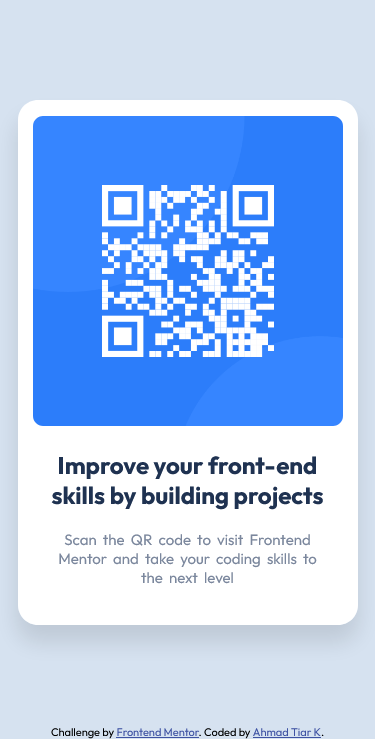 Improve your front-end
skills by building projects
Scan the QR code to visit Frontend
Mentor and take your coding skills to
the next level
Challenge by Frontend Mentor. Coded by Ahmad Tiar K.